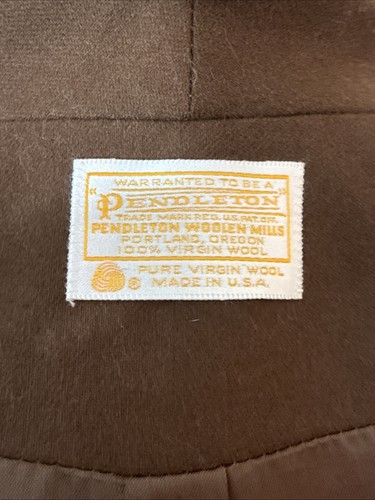 WARRANTED TO BE A
"PENDLETON"
TRADE MARK REG. U.S. PAT. OFF.
PENDLETON WOOLEN MILLS
PORTLAND, OREGON
100% VIRGIN WOOL
PURE VIRGIN WOOL
® MADE IN U.S.A.